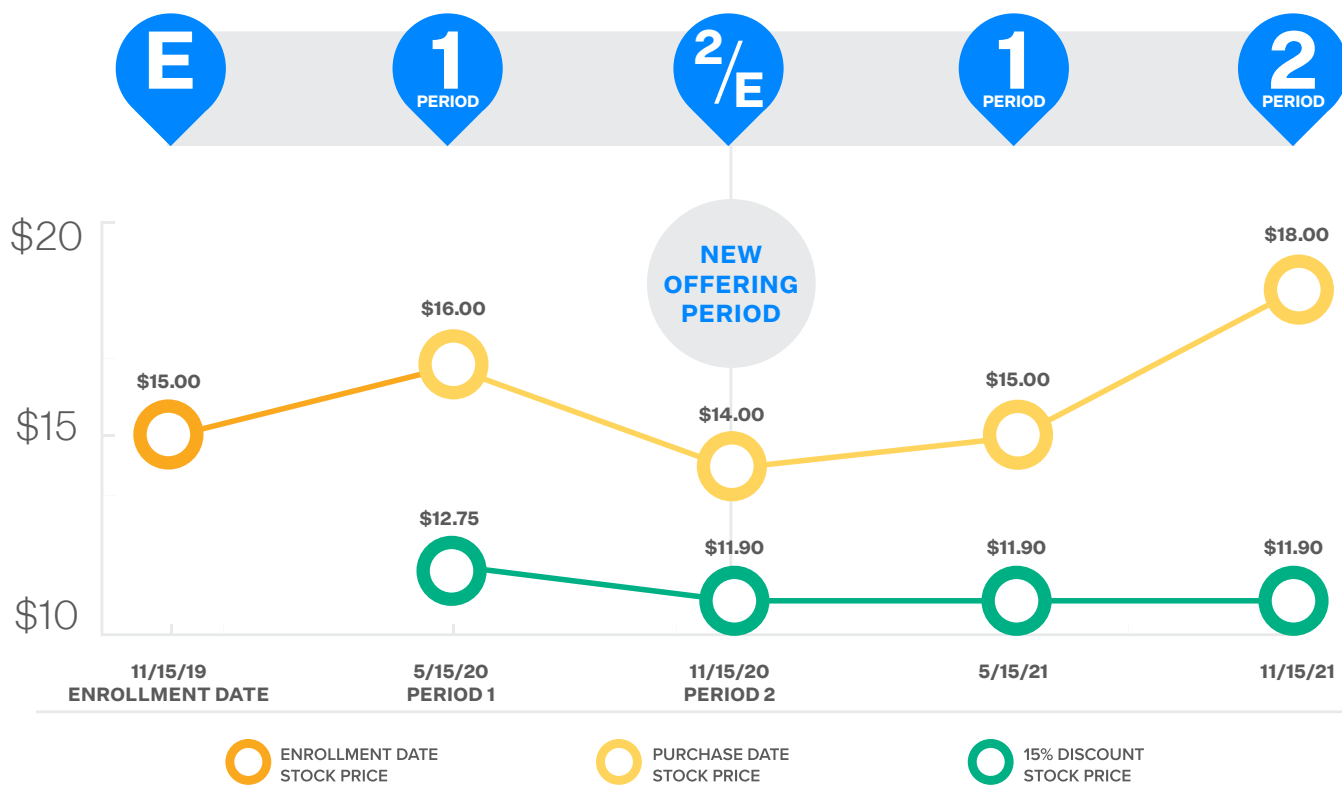 E
1
PERIOD
2/E
1
PERIOD
2
PERIOD
NEW
OFFERING
PERIOD
$20
$15
$10
$15.00
$16.00
$14.00
$15.00
$18.00
$12.75
$11.90
$11.90
$11.90
11/15/19
ENROLLMENT DATE
5/15/20
PERIOD 1
11/15/20
PERIOD 2
5/15/21
11/15/21
ENROLLMENT DATE
STOCK PRICE
PURCHASE DATE
STOCK PRICE
15% DISCOUNT
STOCK PRICE